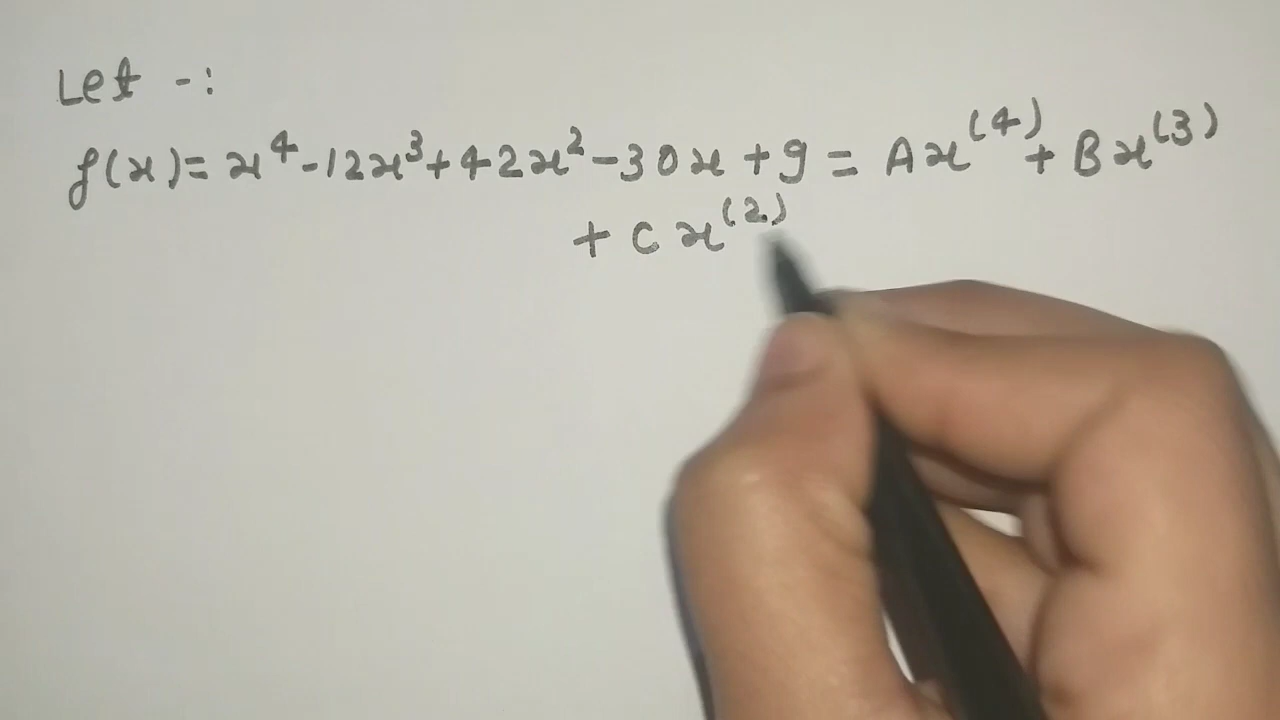 Let -:
f(x)= x⁴-12x³+42x²-30x+9 = Ax⁽⁴⁾+Bx⁽³⁾
+ Cx⁽²⁾